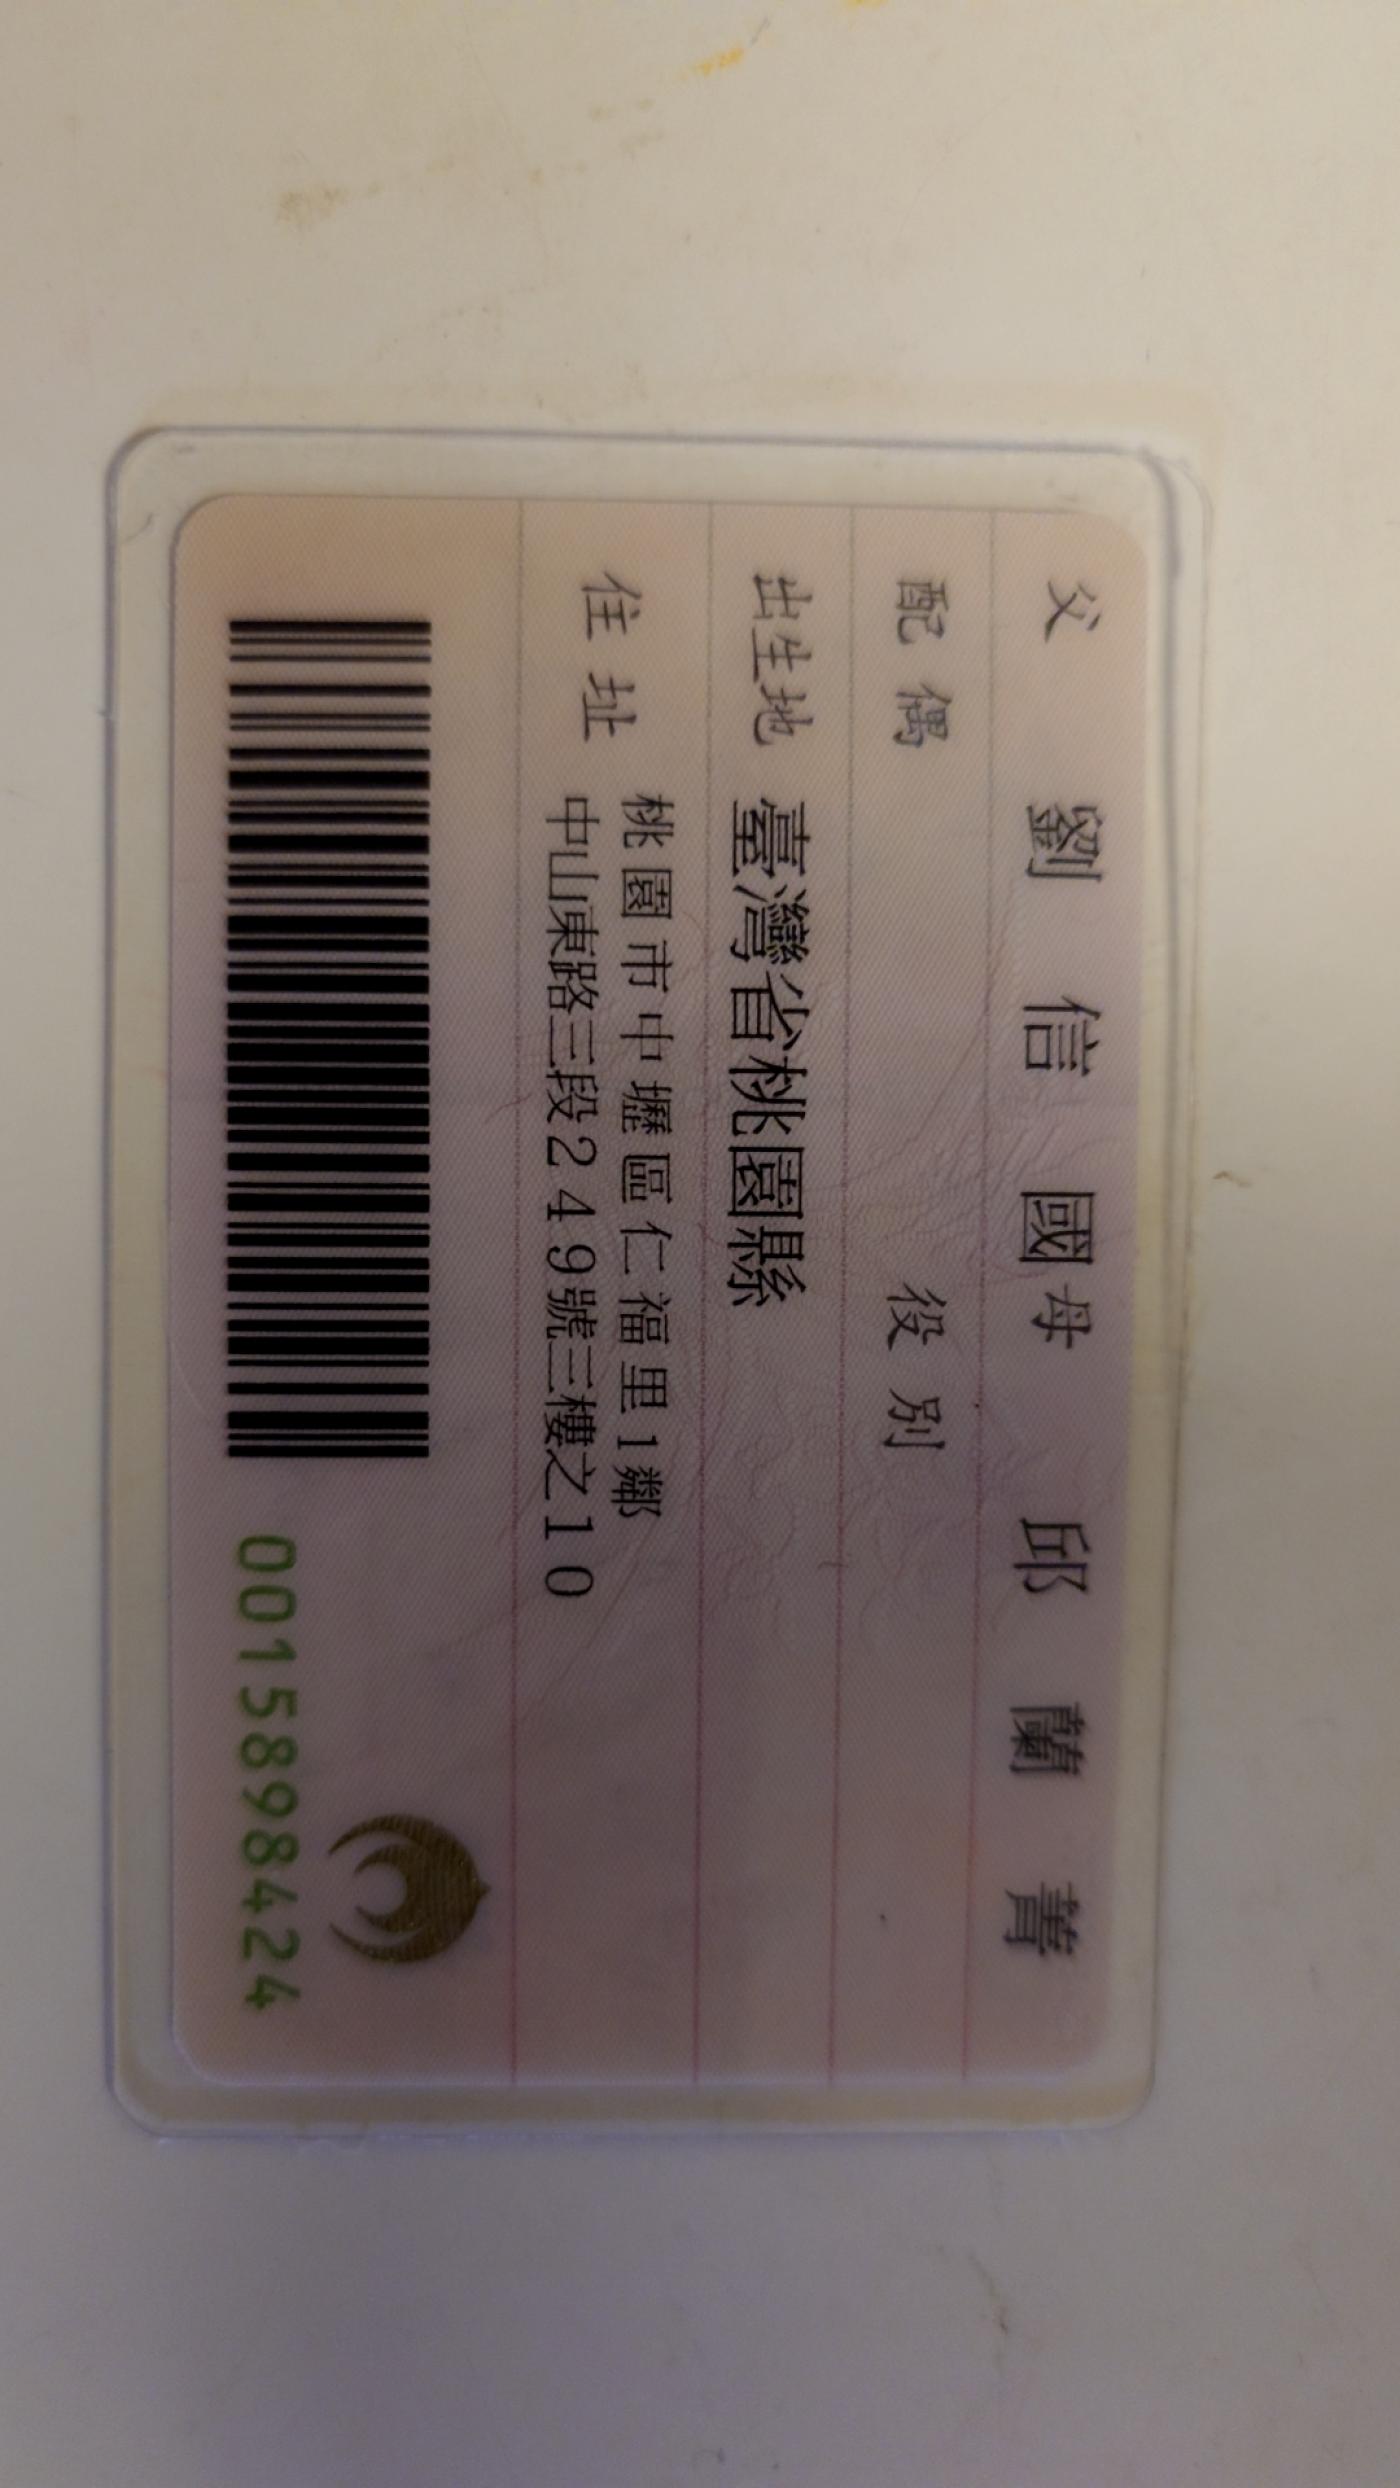 父 劉信國 母 邱蘭菁
配偶 役別
出生地 臺灣省桃園縣
住址 桃園市中壢區仁福里1鄰
中山東路三段249號三樓之10
0015898424